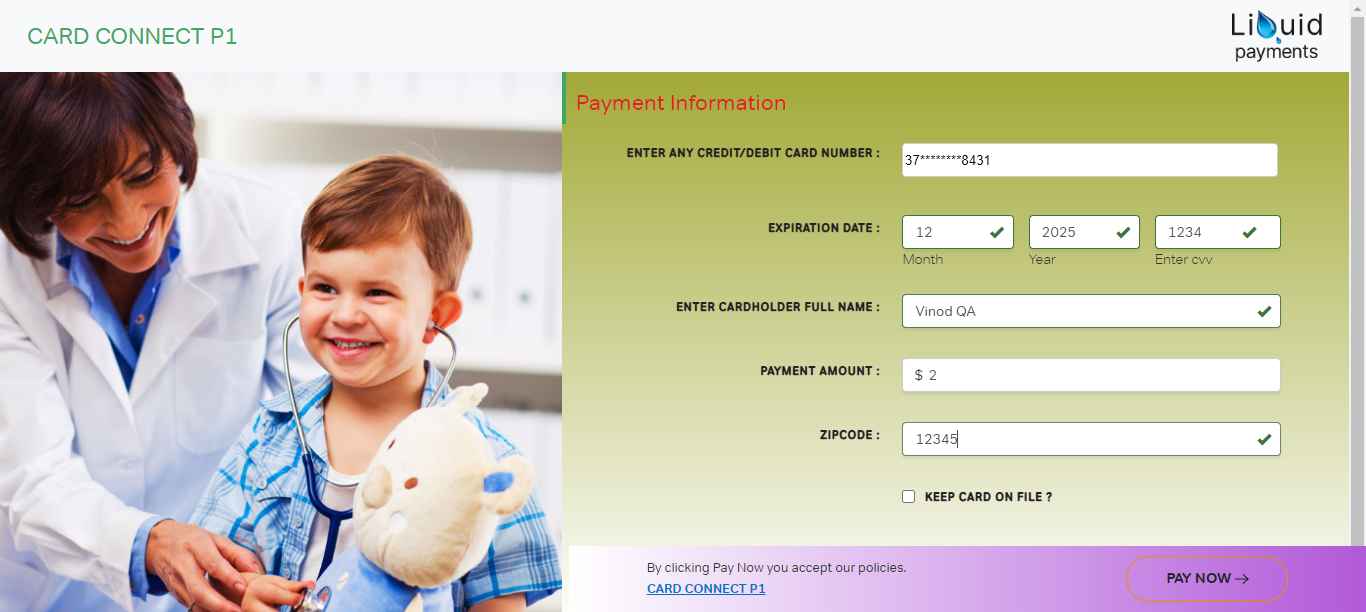 CARD CONNECT P1
Liquid
payments
Payment Information
ENTER ANY CREDIT/DEBIT CARD NUMBER :
37********8431
EXPIRATION DATE :
12
2025
1234
Month
Year
Enter cvv
ENTER CARDHOLDER FULL NAME :
Vinod QA
PAYMENT AMOUNT :
$ 2
ZIPCODE :
12345
KEEP CARD ON FILE ?
By clicking Pay Now you accept our policies.
CARD CONNECT P1
PAY NOW →